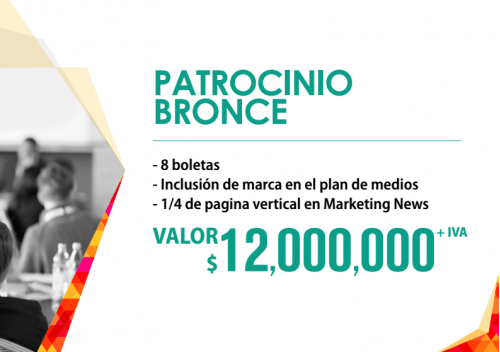 PATROCINIO
BRONCE
- 8 boletas
- Inclusión de marca en el plan de medios
- 1/4 de pagina vertical en Marketing News
VALOR $12,000,000 + IVA